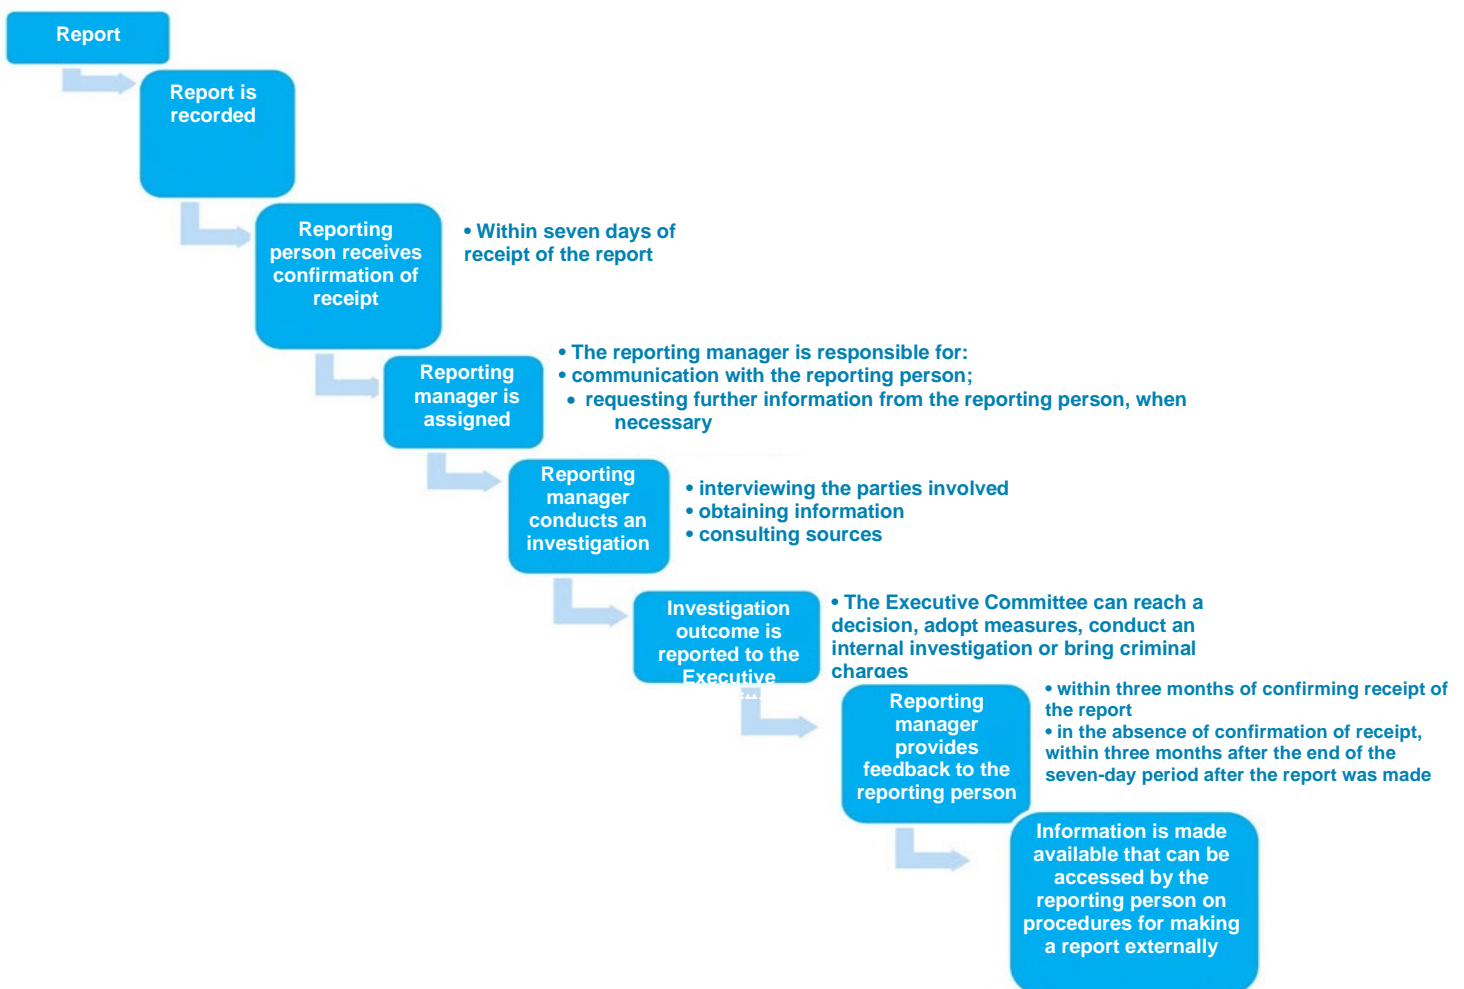 Report
Report is
recorded
Reporting
person receives
confirmation of
receipt
• Within seven days of
receipt of the report
Reporting
manager is
assigned
• The reporting manager is responsible for:
• communication with the reporting person;
• requesting further information from the reporting person, when
necessary
Reporting
manager
conducts an
investigation
• interviewing the parties involved
• obtaining information
• consulting sources
Investigation
outcome is
reported to the
Executive
• The Executive Committee can reach a
decision, adopt measures, conduct an
internal investigation or bring criminal
charges
Reporting
manager
provides
feedback to the
reporting person
• within three months of confirming receipt of
the report
• in the absence of confirmation of receipt,
within three months after the end of the
seven-day period after the report was made
Information is made
available that can be
accessed by the
reporting person on
procedures for making
a report externally